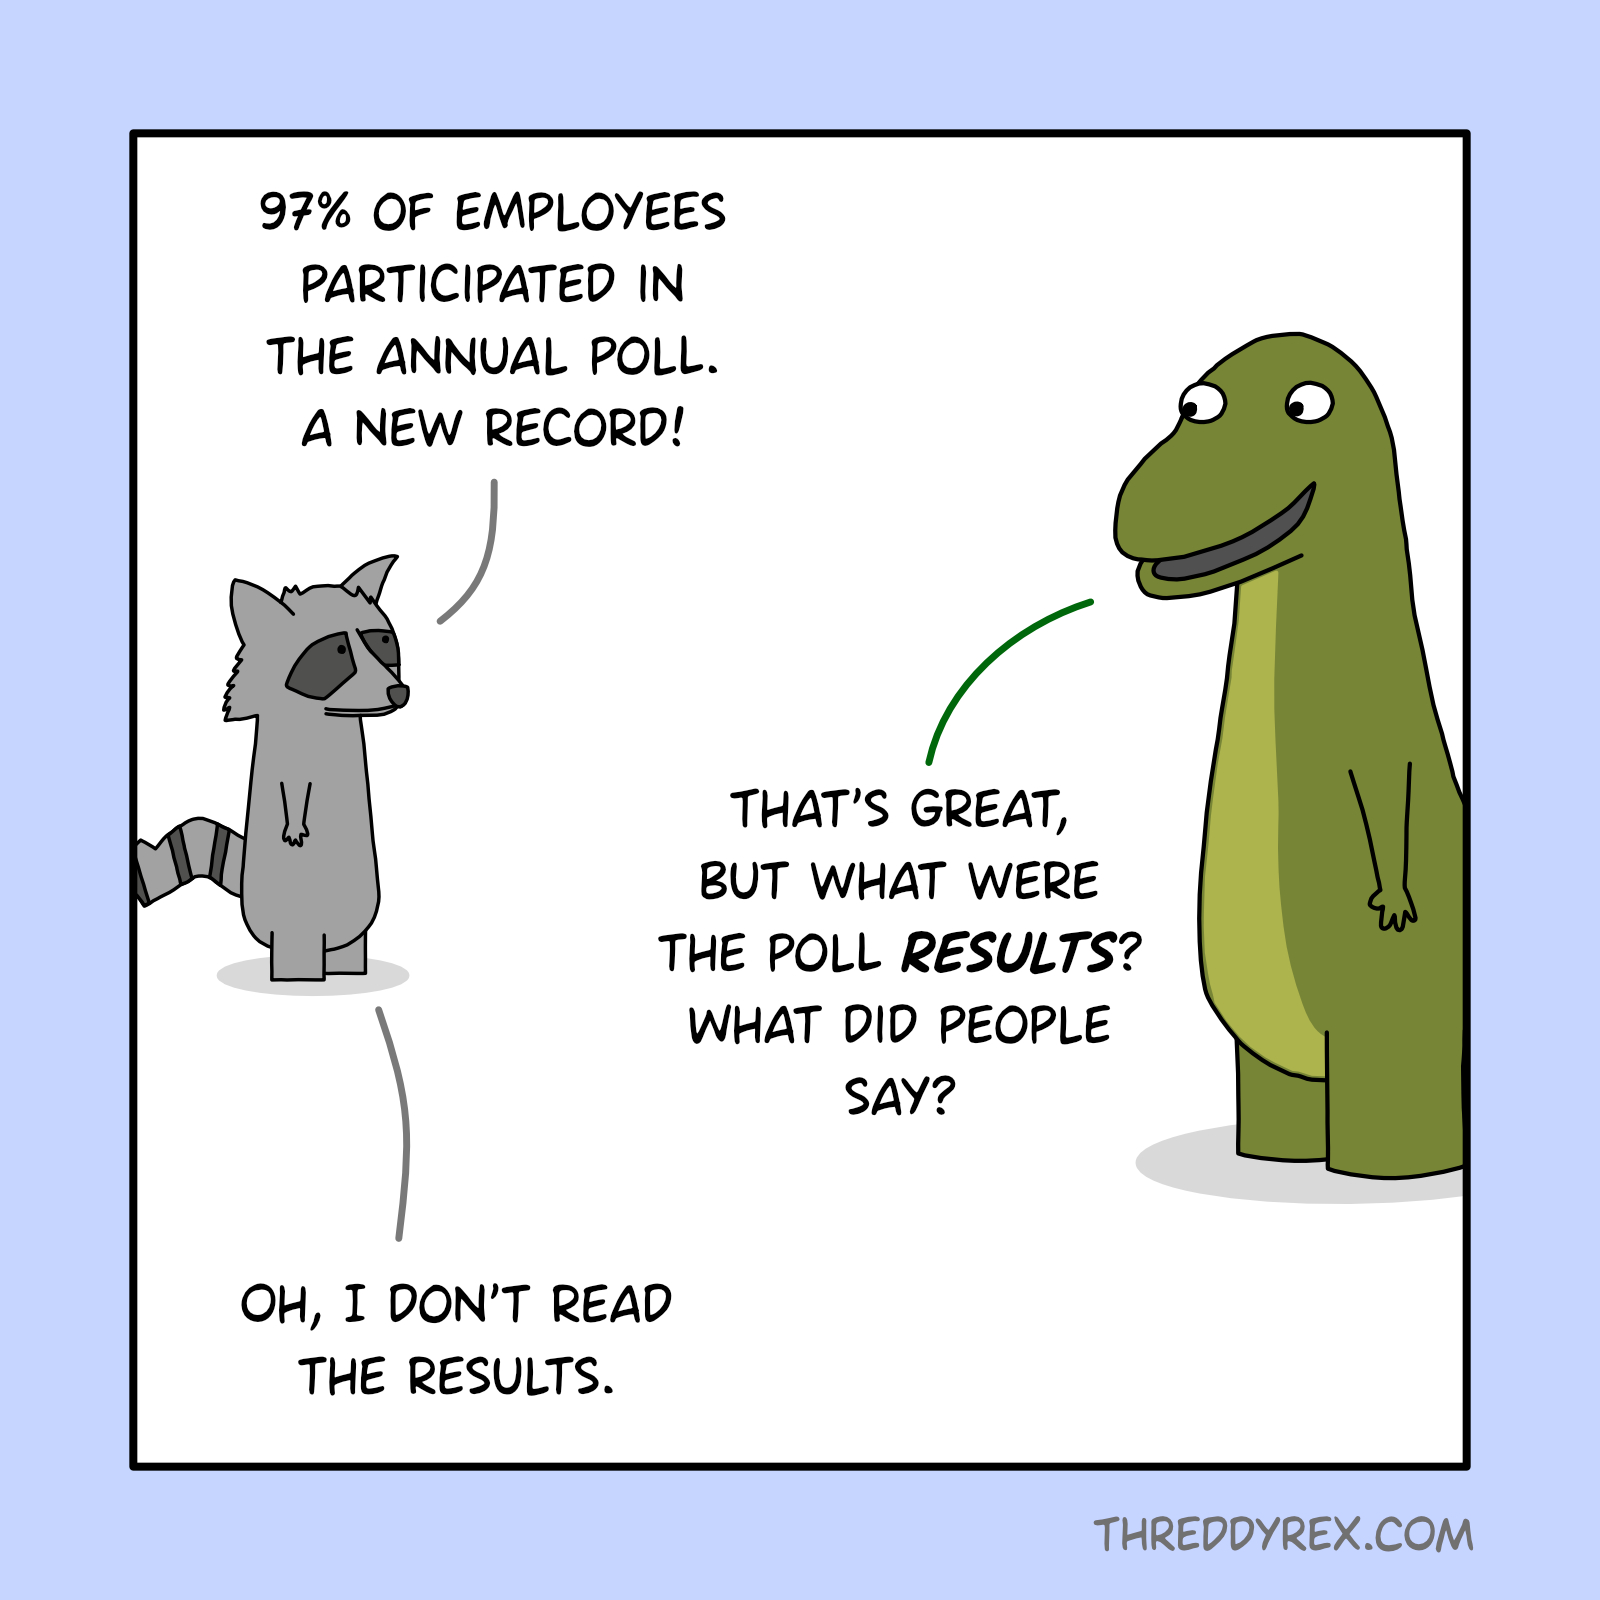 97% OF EMPLOYEES
PARTICIPATED IN
THE ANNUAL POLL.
A NEW RECORD!
THAT'S GREAT,
BUT WHAT WERE
THE POLL RESULTS?
WHAT DID PEOPLE
SAY?
OH, I DON'T READ
THE RESULTS.
THREDDYREX.COM